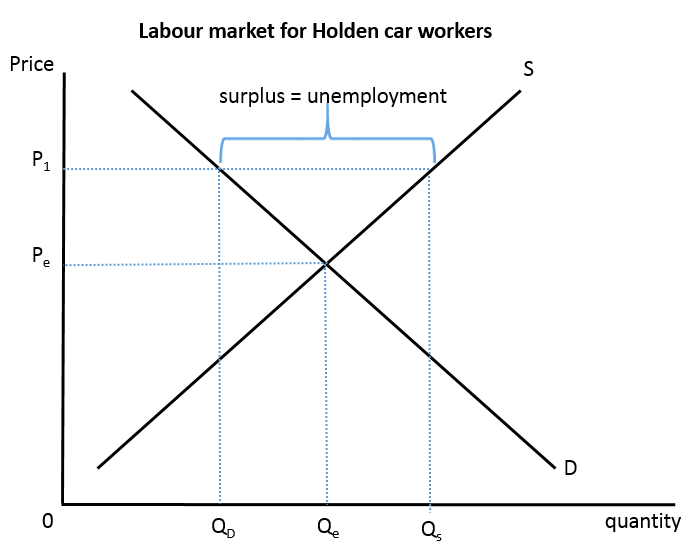 Labour market for Holden car workers
Price
S
surplus = unemployment
P1
Pe
D
0
QD
Qe
Qs
quantity